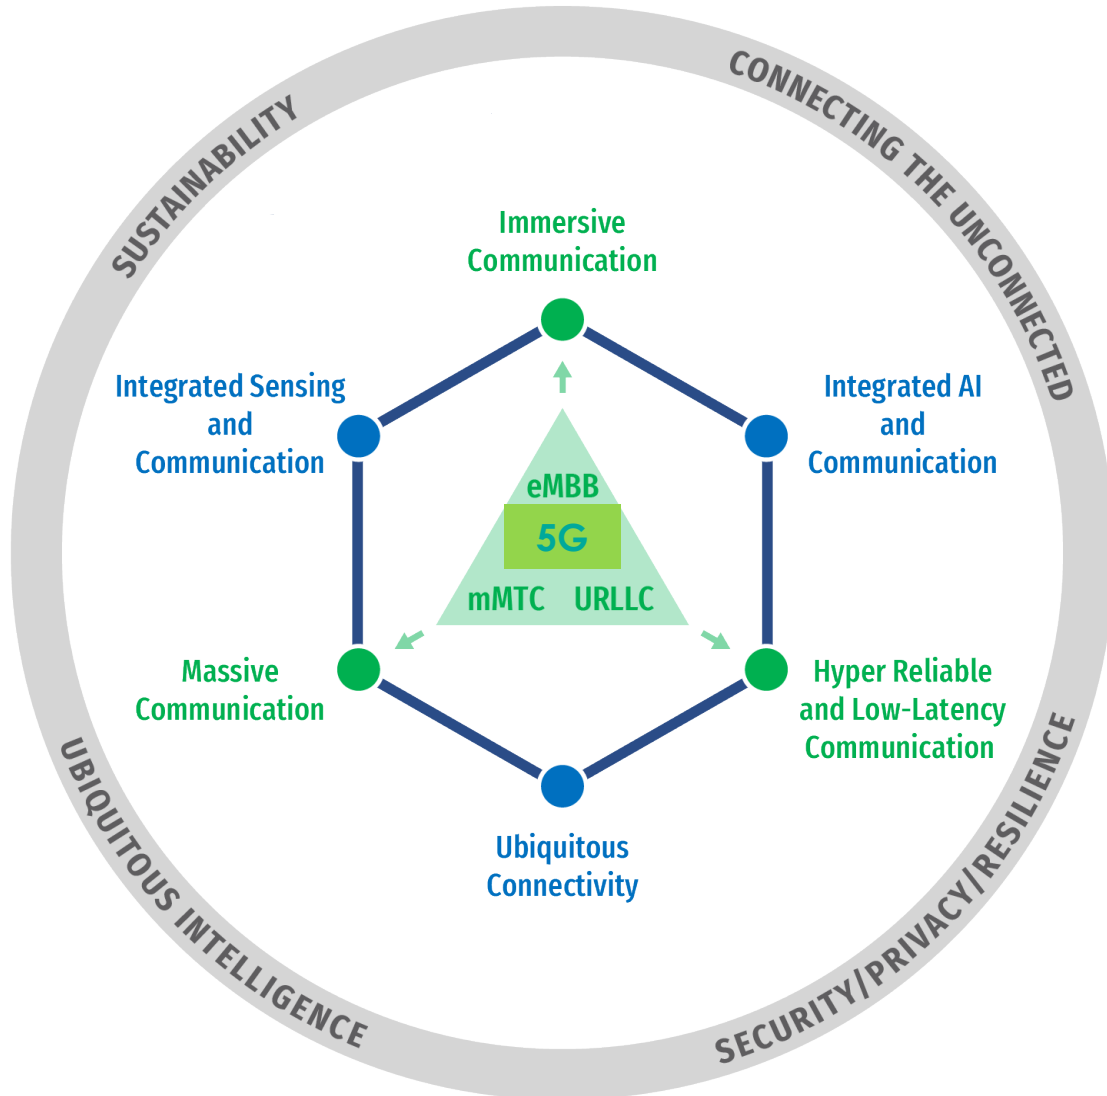 SUSTAINABILITY
CONNECTING THE UNCONNECTED
Immersive
Communication
Integrated Sensing
and
Communication
Integrated AI
and
Communication
eMBB
5G
mMTC URLLC
Massive
Communication
Hyper Reliable
and Low-Latency
Communication
Ubiquitous
Connectivity
UBIQUITOUS INTELLIGENCE
SECURITY/PRIVACY/RESILIENCE